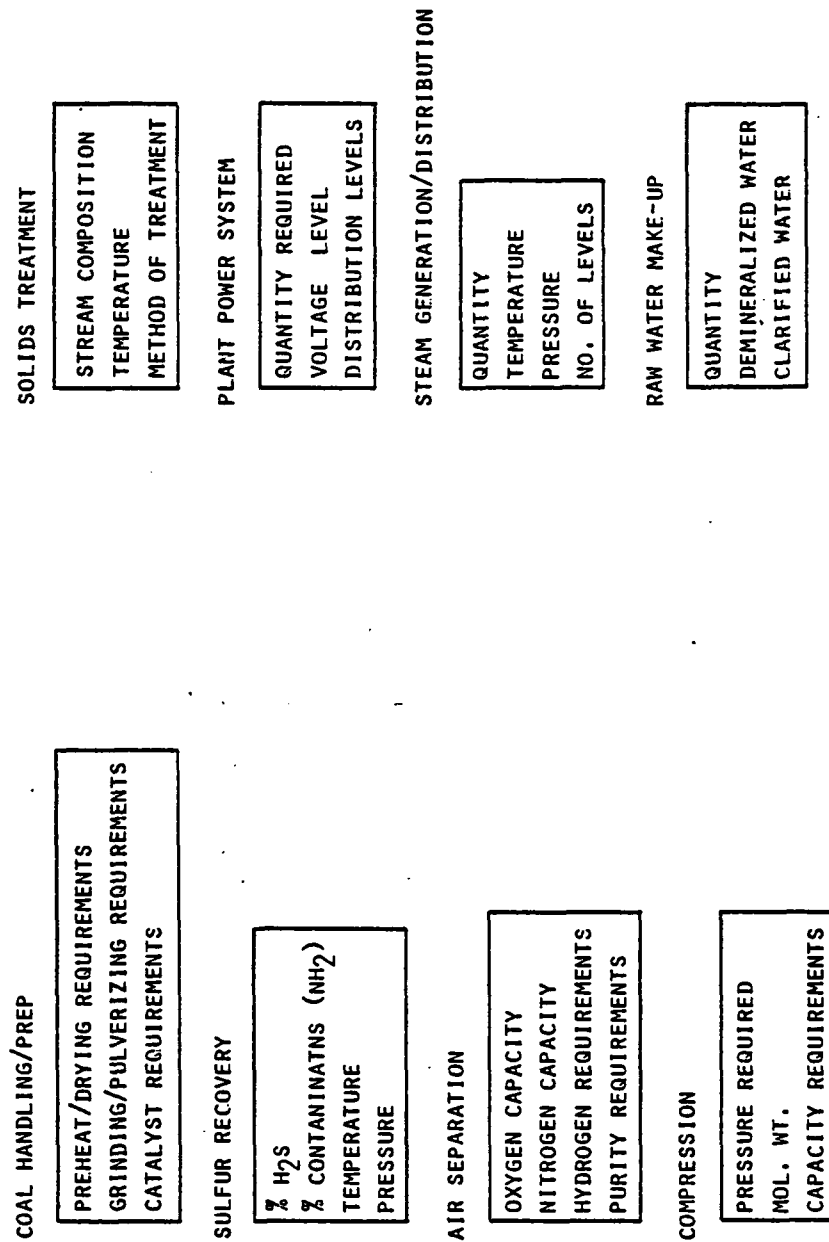 COAL HANDLING/PREP
PREHEAT/DRYING REQUIREMENTS
GRINDING/PULVERIZING REQUIREMENTS
CATALYST REQUIREMENTS
SULFUR RECOVERY
% H2S
% CONTANINATNS (NH2)
TEMPERATURE
PRESSURE
AIR SEPARATION
OXYGEN CAPACITY
NITROGEN CAPACITY
HYDROGEN REQUIREMENTS
PURITY REQUIREMENTS
COMPRESSION
PRESSURE REQUIRED
MOL. WT.
CAPACITY REQUIRED
SOLIDS TREATMENT
STREAM COMPOSITION
TEMPERATURE
METHOD OF TREATMENT
PLANT POWER SYSTEM
QUANTITY REQUIRED
VOLTAGE LEVEL
DISTRIBUTION LEVELS
STEAM GENERATION/DISTRIBUTION
QUANTITY
TEMPERATURE
PRESSURE
NO. OF LEVELS
RAW WATER MAKE-UP
QUANTITY
DEMINERALIZED WATER
CLARIFIED WATER